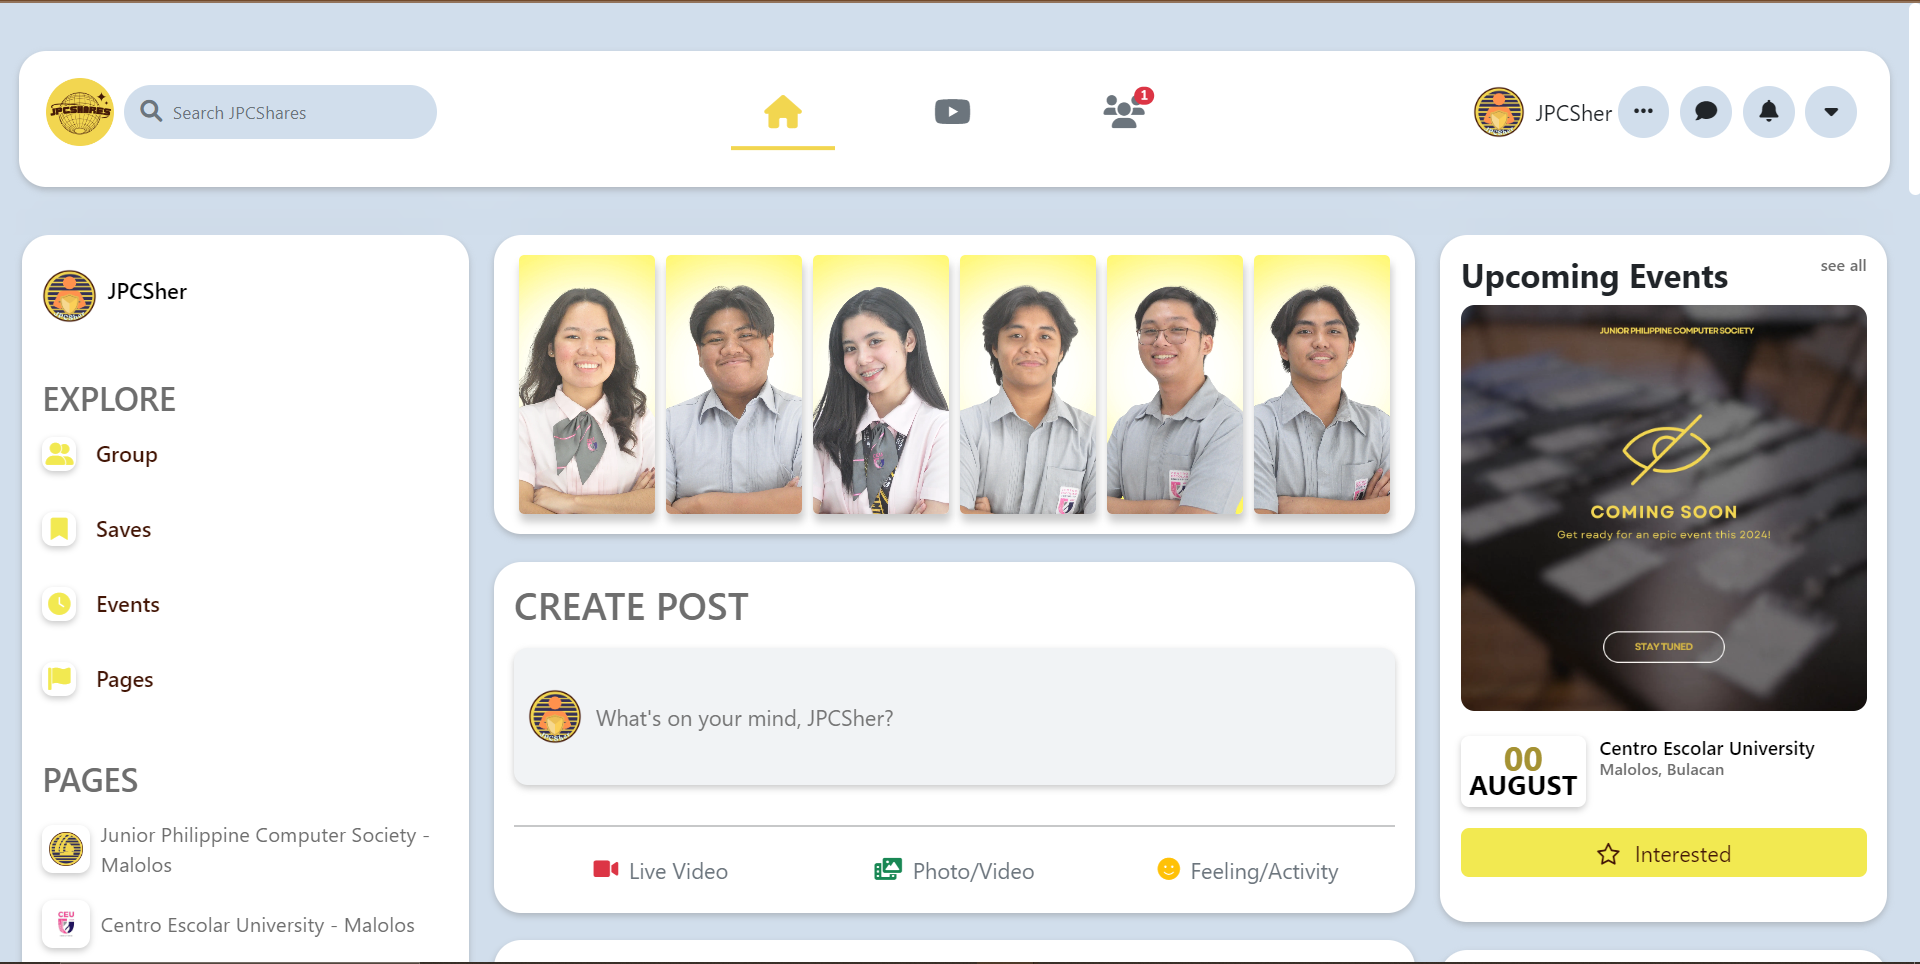 JPCSHARES
Search JPCShares
1
JPCSher
JPCSher
EXPLORE
Group
Saves
Events
Pages
PAGES
Junior Philippine Computer Society -
Malolos
CEU
Centro Escolar University - Malolos
CREATE POST
What's on your mind, JPCSher?
Live Video
Photo/Video
Feeling/Activity
Upcoming Events
see all
JUNIOR PHILIPPINE COMPUTER SOCIETY
COMING SOON
Get ready for an epic event this 2024!
STAY TUNED
00
AUGUST
Centro Escolar University
Malolos, Bulacan
Interested